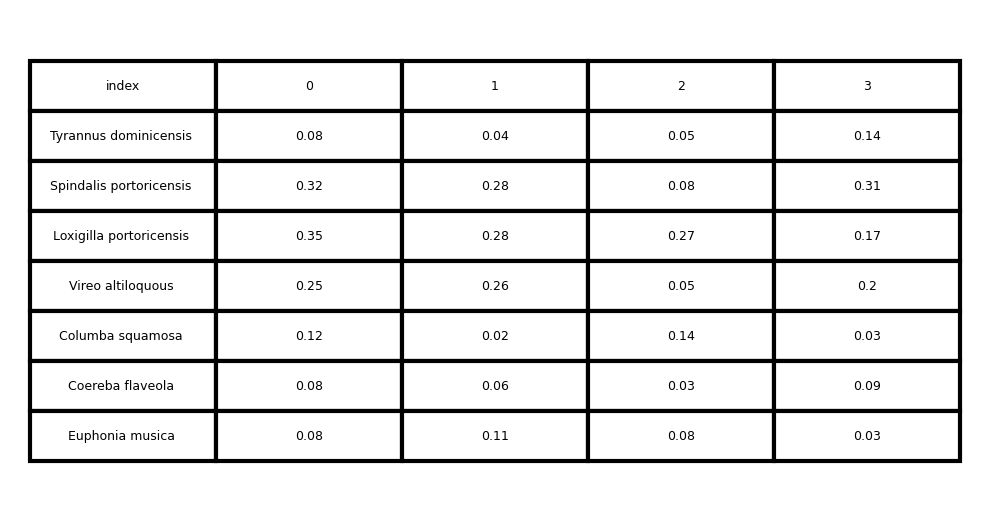 index 0 1 2 3
Tyrannus dominicensis 0.08 0.04 0.05 0.14
Spindalis portoricensis 0.32 0.28 0.08 0.31
Loxigilla portoricensis 0.35 0.28 0.27 0.17
Vireo altiloquous 0.25 0.26 0.05 0.2
Columba squamosa 0.12 0.02 0.14 0.03
Coereba flaveola 0.08 0.06 0.03 0.09
Euphonia musica 0.08 0.11 0.08 0.03